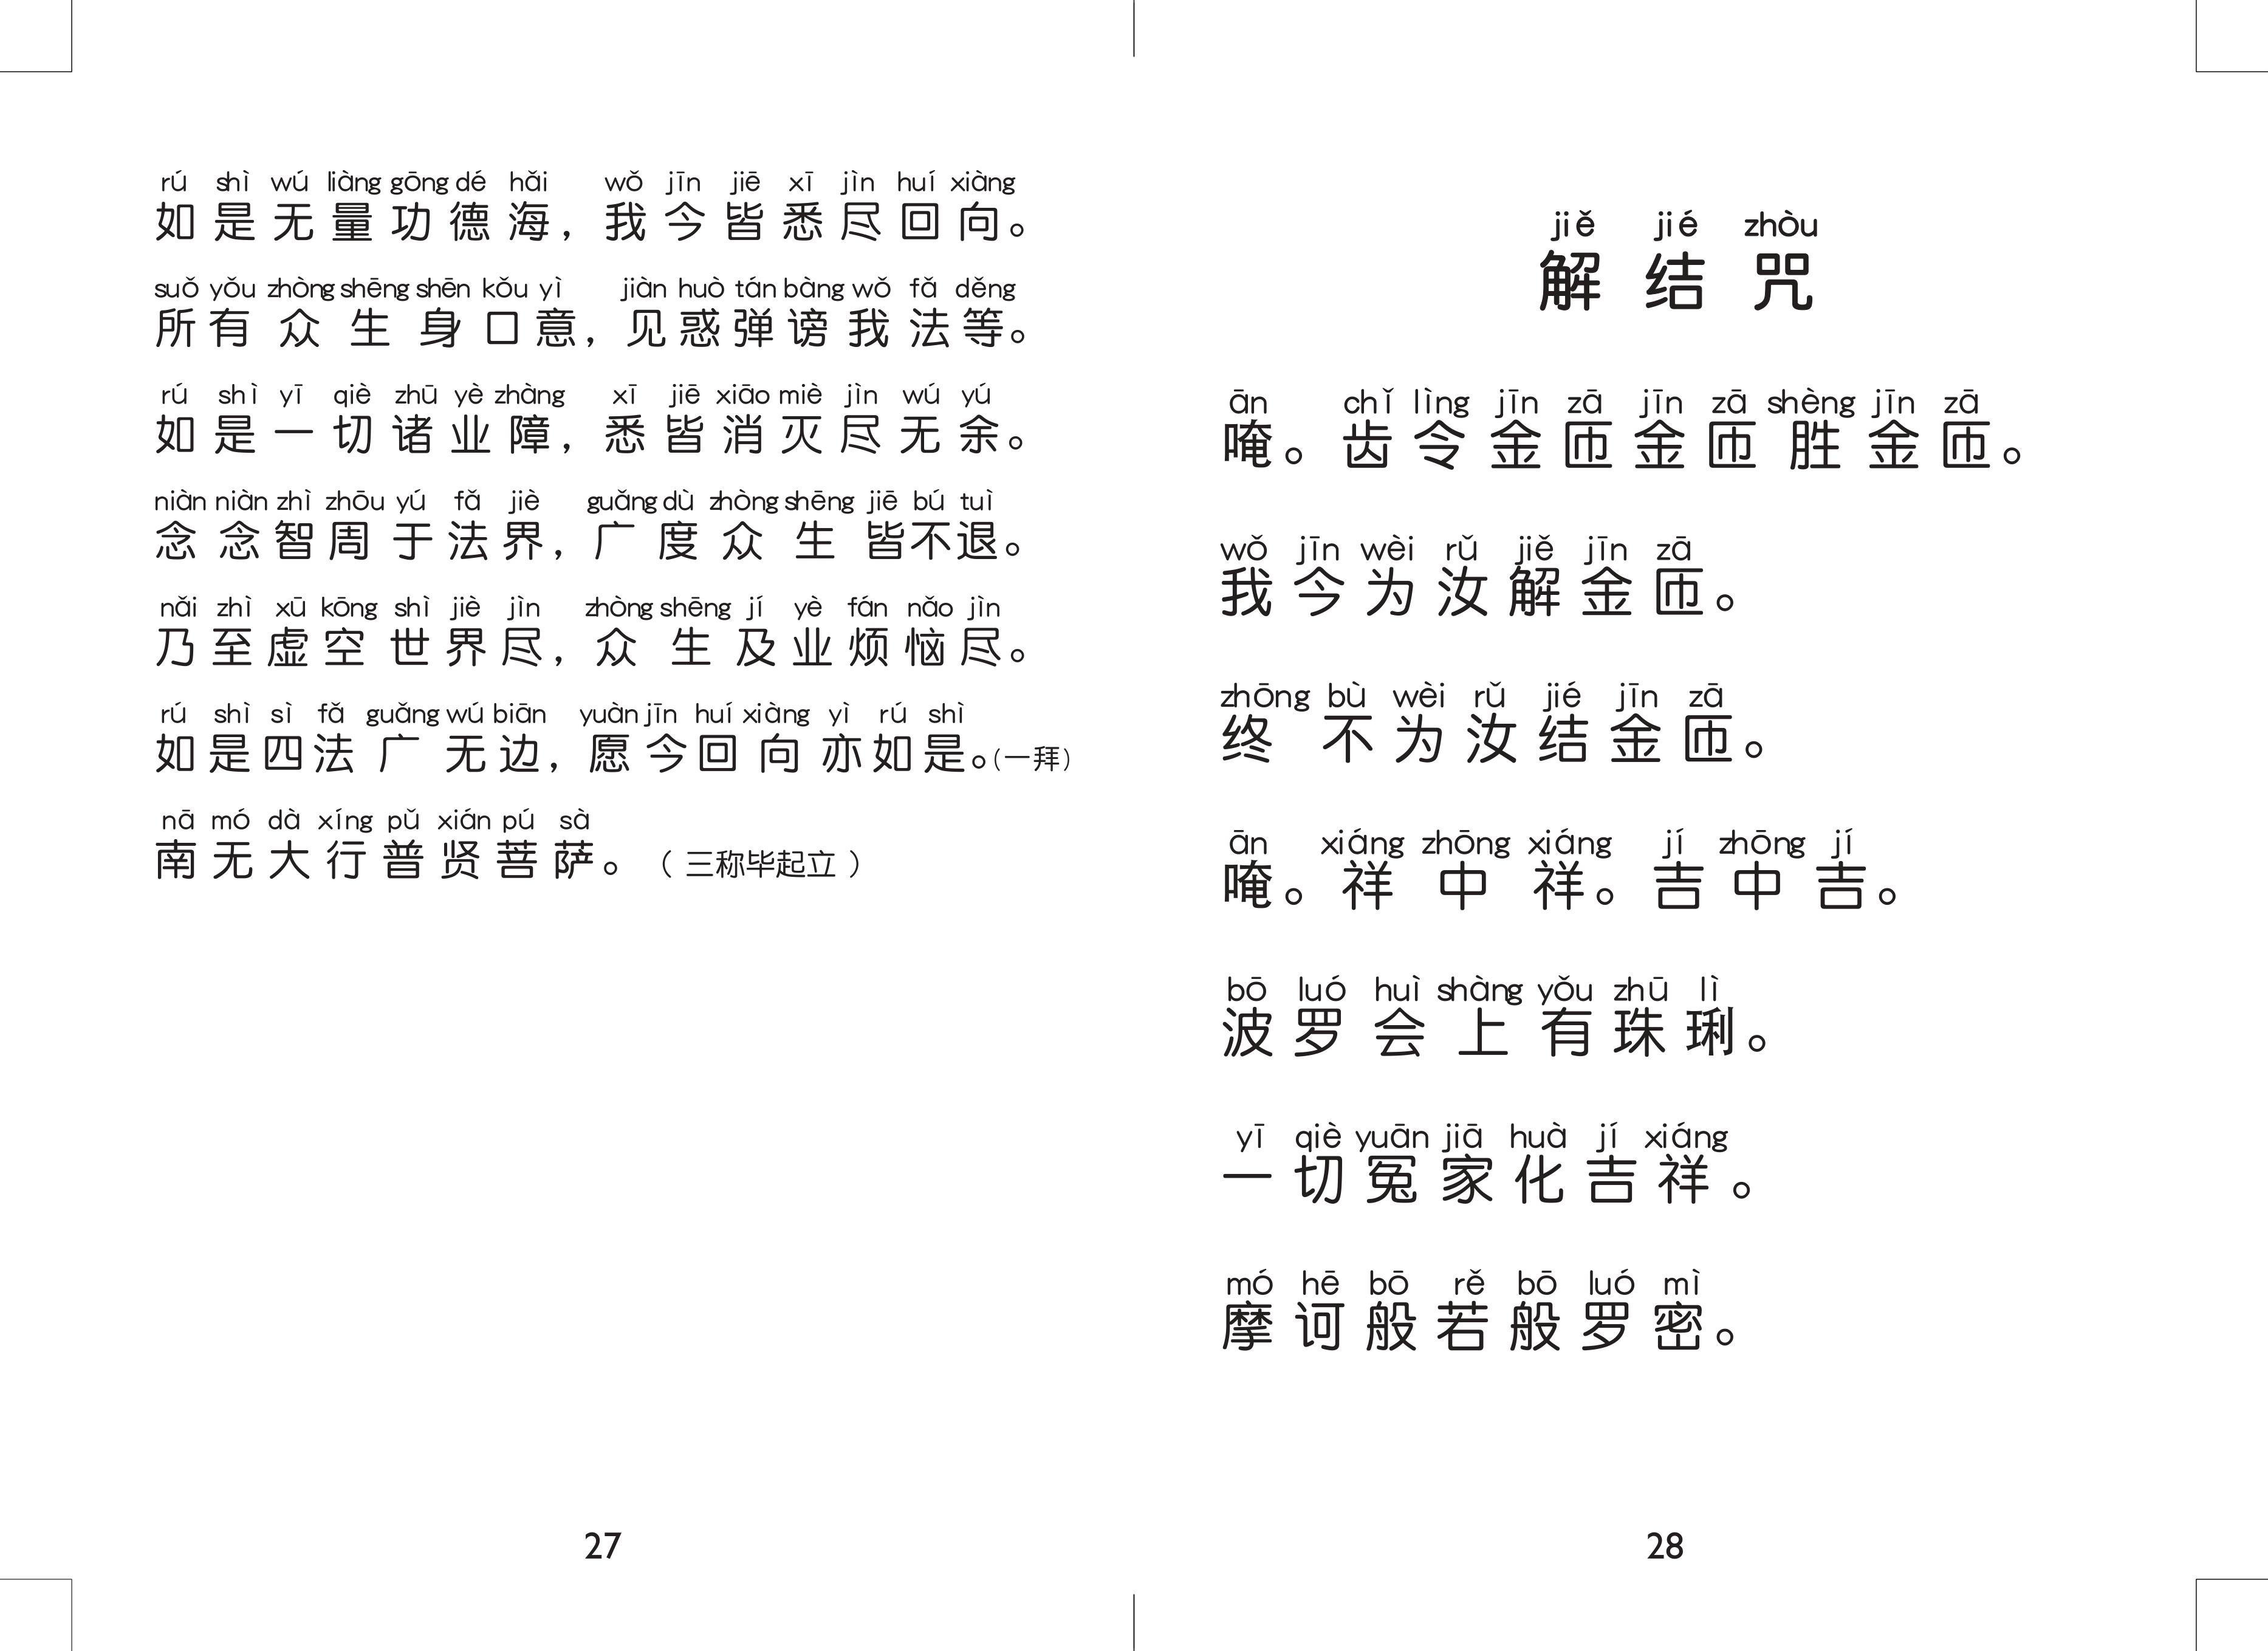 rú shì wú liàng gōng dé hǎi wǒ jīn jiē xī jìn huí xiàng
如是无量功德海，我今皆悉尽回向。
suǒ yǒu zhòng shēng shēn kǒu yì jiàn huò tán bàng wǒ fǎ děng
所有众生身口意，见惑弹谤我法等。
rú shì yī qiè zhū yè zhàng xī jiē xiāo miè jìn wú yú
如是一切诸业障，悉皆消灭尽无余。
niàn niàn zhì zhōu yú fǎ jiè guǎng dù zhòng shēng jiē bú tuì
念念智周于法界，广度众生皆不退。
nǎi zhì xū kōng shì jiè jìn zhòng shēng jí yè fán nǎo jìn
乃至虚空世界尽，众生及业烦恼尽。
rú shì sì fǎ guǎng wú biān yuàn jīn huí xiàng yì rú shì
如是四法广无边，愿今回向亦如是。(一拜)
nā mó dà xíng pǔ xián pú sà
南无大行普贤菩萨。（三称毕起立）
27
jiě jié zhòu
解结咒
ān chǐ lìng jīn zā jīn zā shèng jīn zā
唵。齿令金匝金匝胜金匝。
wǒ jīn wèi rǔ jiě jīn zā
我今为汝解金匝。
zhōng bù wèi rǔ jié jīn zā
终不为汝结金匝。
ān xiáng zhōng xiáng jí zhōng jí
唵。祥中祥。吉中吉。
bō luó huì shàng yǒu zhū lì
波罗会上有珠琍。
yī qiè yuān jiā huà jí xiáng
一切冤家化吉祥。
mó hē bō rě bō luó mì
摩诃般若般罗密。
28